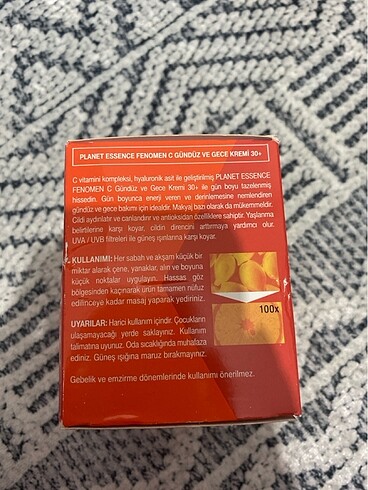 PLANET ESSENCE FENOMEN C GÜNDÜZ VE GECE KREMİ 30+
C vitamini kompleksi, hyaluronik asit ile geliştirilmiş PLANET ESSENCE
FENOMEN C Gündüz ve Gece Kremi 30+ ile gün boyu tazelenmiş
hissedin. Gün boyunca enerji veren ve derinlemesine nemlendiren
gündüz ve gece bakımı için idealdir. Makyaj bazı olarak da mükemmeldir.
Cildi aydınlatır ve canlandırır ve antioksidan özelliklere sahiptir. Yaşlanma
belirtilerine karşı koyar, cildin direncini arttırmaya yardımcı olur.
UVA / UVB filtreleri ile güneş ışınlarına karşı koyar.
KULLANIMI: Her sabah ve akşam küçük bir
miktar alarak çene, yanaklar, alın ve boyuna
küçük noktalar uygulayın. Hassas göz
bölgesinden kaçınarak ürün tamamen nüfuz
edilinceye kadar masaj yaparak yediriniz.
100x
UYARILAR: Harici kullanım içindir. Çocukların
ulaşamayacağı yerde saklayınız. Kullanım
talimatına uyunuz. Oda sıcaklığında muhafaza
ediniz. Güneş ışığına maruz bırakmayınız.
Gebelik ve emzirme dönemlerinde kullanımı önerilmez.